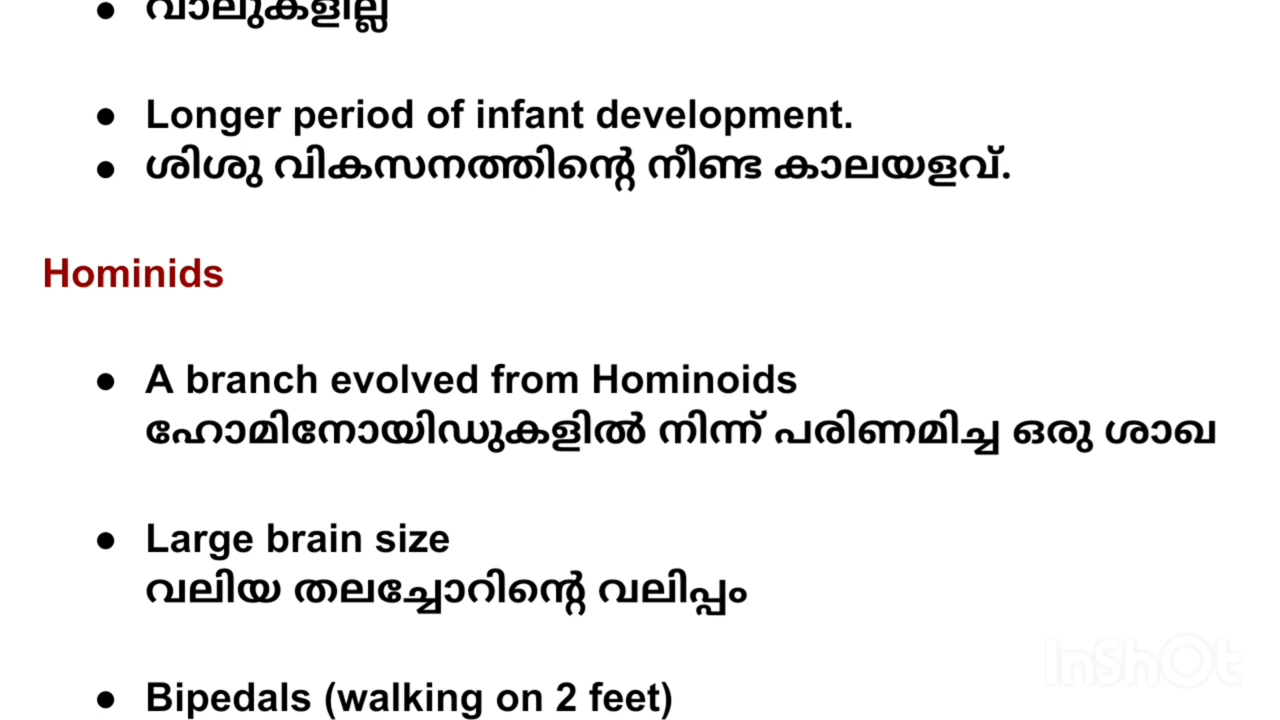 ● വാലുകളില്ല
● Longer period of infant development.
● ശിശു വികസനത്തിന്റെ നീണ്ട കാലയളവ്.
Hominids
● A branch evolved from Hominoids
ഹോമിനോയിഡുകളിൽ നിന്ന് പരിണമിച്ച ഒരു ശാഖ
● Large brain size
വലിയ തലച്ചോറിന്റെ വലിപ്പം
● Bipedals (walking on 2 feet)
InShOt